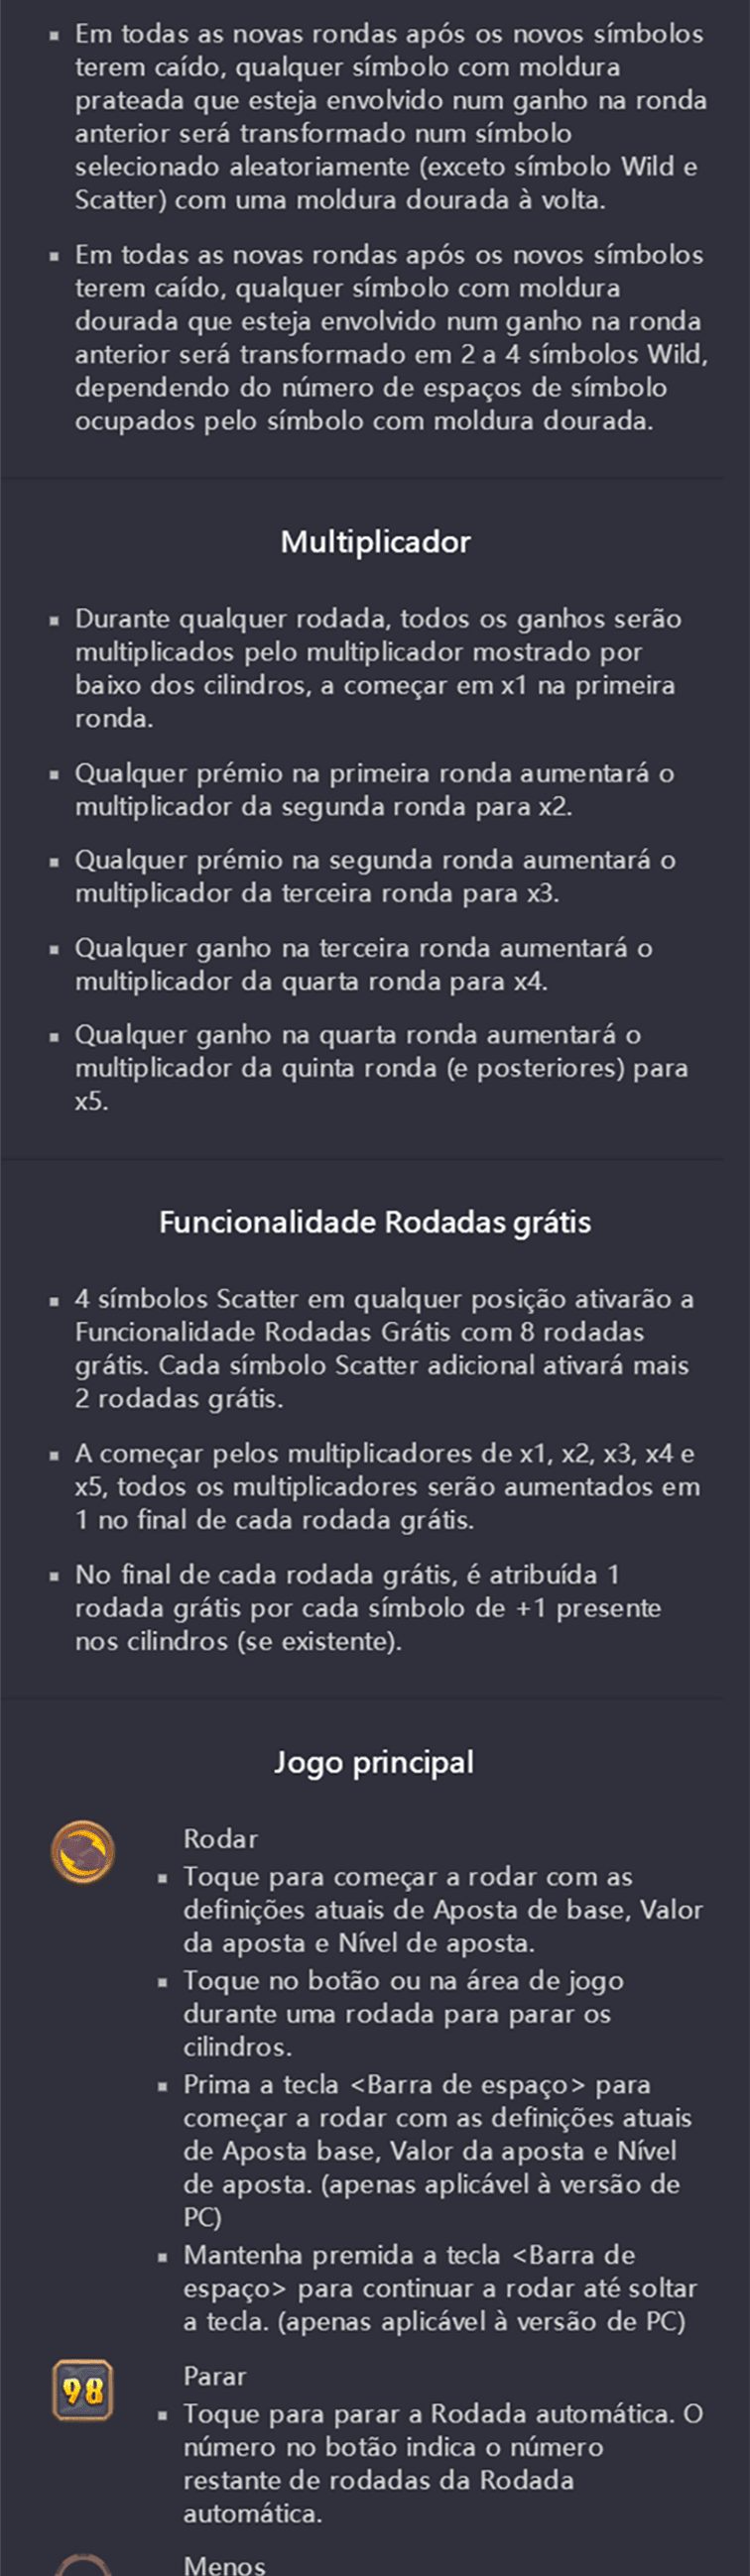 Em todas as novas rondas após os novos símbolos
terem caído, qualquer símbolo com moldura
prateada que esteja envolvido num ganho na ronda
anterior será transformado num símbolo
selecionado aleatoriamente (exceto símbolo Wild e
Scatter) com uma moldura dourada à volta.
Em todas as novas rondas após os novos símbolos
terem caído, qualquer símbolo com moldura
dourada que esteja envolvido num ganho na ronda
anterior será transformado em 2 a 4 símbolos Wild,
dependendo do número de espaços de símbolo
ocupados pelo símbolo com moldura dourada.
Multiplicador
Durante qualquer rodada, todos os ganhos serão
multiplicados pelo multiplicador mostrado por
baixo dos cilindros, a começar em x1 na primeira
ronda.
Qualquer prémio na primeira ronda aumentará o
multiplicador da segunda ronda para x2.
Qualquer prémio na segunda ronda aumentará o
multiplicador da terceira ronda para x3.
Qualquer ganho na terceira ronda aumentará o
multiplicador da quarta ronda para x4.
Qualquer ganho na quarta ronda aumentará o
multiplicador da quinta ronda (e posteriores) para
x5.
Funcionalidade Rodadas grátis
4 símbolos Scatter em qualquer posição ativarão a
Funcionalidade Rodadas Grátis com 8 rodadas
grátis. Cada símbolo Scatter adicional ativará mais
2 rodadas grátis.
A começar pelos multiplicadores de x1, x2, x3, x4 e
x5, todos os multiplicadores serão aumentados em
1 no final de cada rodada grátis.
No final de cada rodada grátis, é atribuída 1
rodada grátis por cada símbolo de +1 presente
nos cilindros (se existente).
Jogo principal
Rodar
Toque para começar a rodar com as
definições atuais de Aposta de base, Valor
da aposta e Nível de aposta.
Toque no botão ou na área de jogo
durante uma rodada para parar os
cilindros.
Prima a tecla <Barra de espaço> para
começar a rodar com as definições atuais
de Aposta base, Valor da aposta e Nível
de aposta. (apenas aplicável à versão de
PC)
Mantenha premida a tecla <Barra de
espaço> para continuar a rodar até soltar
a tecla. (apenas aplicável à versão de PC)
98
Parar
Toque para parar a Rodada automática. O
número no botão indica o número
restante de rodadas da Rodada
automática.
Menos